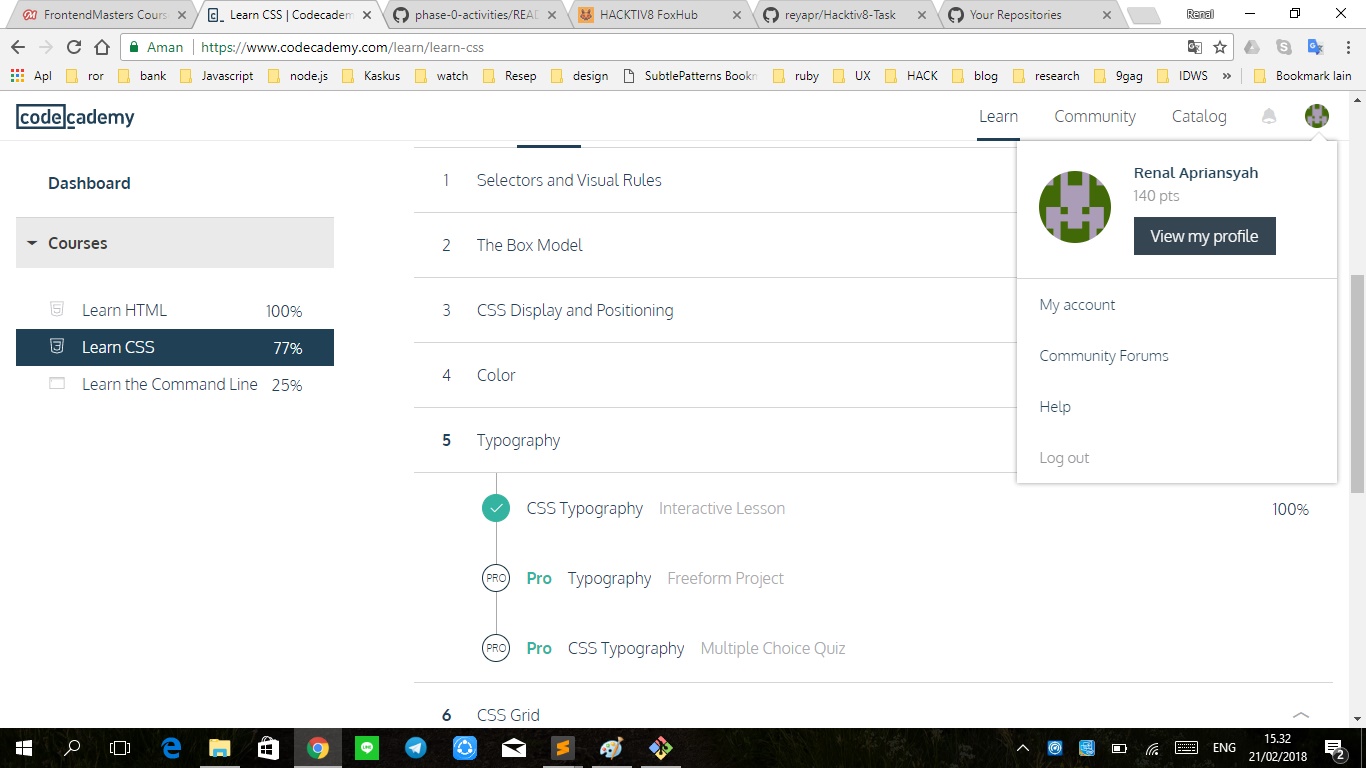 FrontendMasters Cours
Learn CSS | Codecadem
phase-0-activities/READ
HACKTIV8 FoxHub
reyapr/Hacktiv8-Task
Your Repositories
Renal
Aman
https://www.codecademy.com/learn/learn-css
Apl
ror
bank
Javascript
node.js
Kaskus
watch
Resep
design
SubtlePatterns Bookm
ruby
UX
HACK
blog
research
9gag
IDWS
»
Bookmark lain
codecademy
Learn
Community
Catalog
Dashboard
Courses
Learn HTML 100%
Learn CSS 77%
Learn the Command Line 25%
1 Selectors and Visual Rules
2 The Box Model
3 CSS Display and Positioning
4 Color
5 Typography
CSS Typography Interactive Lesson 100%
PRO Pro Typography Freeform Project
PRO Pro CSS Typography Multiple Choice Quiz
6 CSS Grid
Renal Apriansyah
140 pts
View my profile
My account
Community Forums
Help
Log out
ENG
15.32
21/02/2018
2